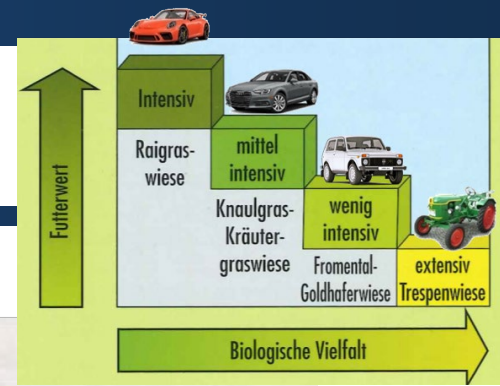 Intensiv
Raigras-
wiese
mittel
intensiv
Knaulgras-
Kräuter-
graswiese
wenig
intensiv
Fromental-
Goldhaferwiese
extensiv
Trespenwiese
Futterwert
Biologische Vielfalt